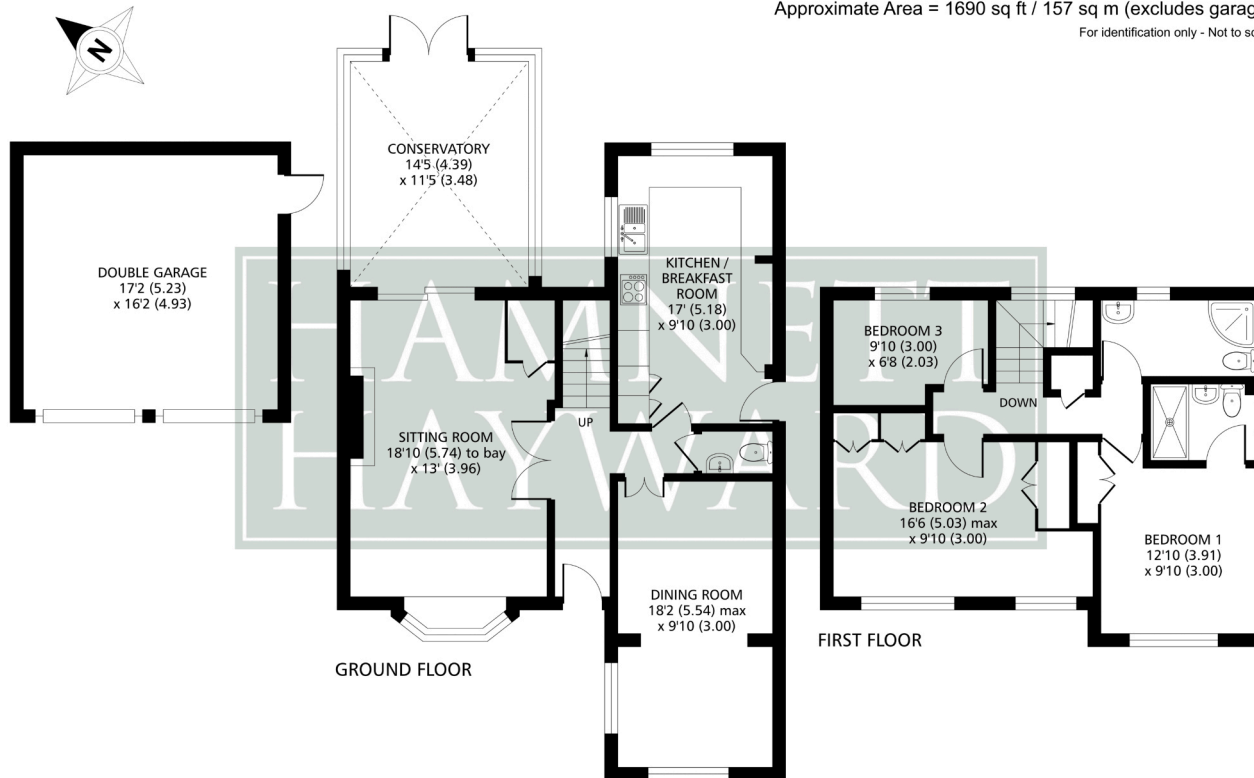 Approximate Area = 1690 sq ft / 157 sq m (excludes garag
For identification only - Not to sc
N
CONSERVATORY
14'5 (4.39)
x 11'5 (3.48)
DOUBLE GARAGE
17'2 (5.23)
x 16'2 (4.93)
KITCHEN /
BREAKFAST
ROOM
17' (5.18)
x 9'10 (3.00)
SITTING ROOM
18'10 (5.74) to bay
x 13' (3.96)
UP
DINING ROOM
18'2 (5.54) max
x 9'10 (3.00)
GROUND FLOOR
BEDROOM 3
9'10 (3.00)
x 6'8 (2.03)
DOWN
BEDROOM 2
16'6 (5.03) max
x 9'10 (3.00)
BEDROOM 1
12'10 (3.91)
x 9'10 (3.00)
FIRST FLOOR
HAMNETT
HAYWARD